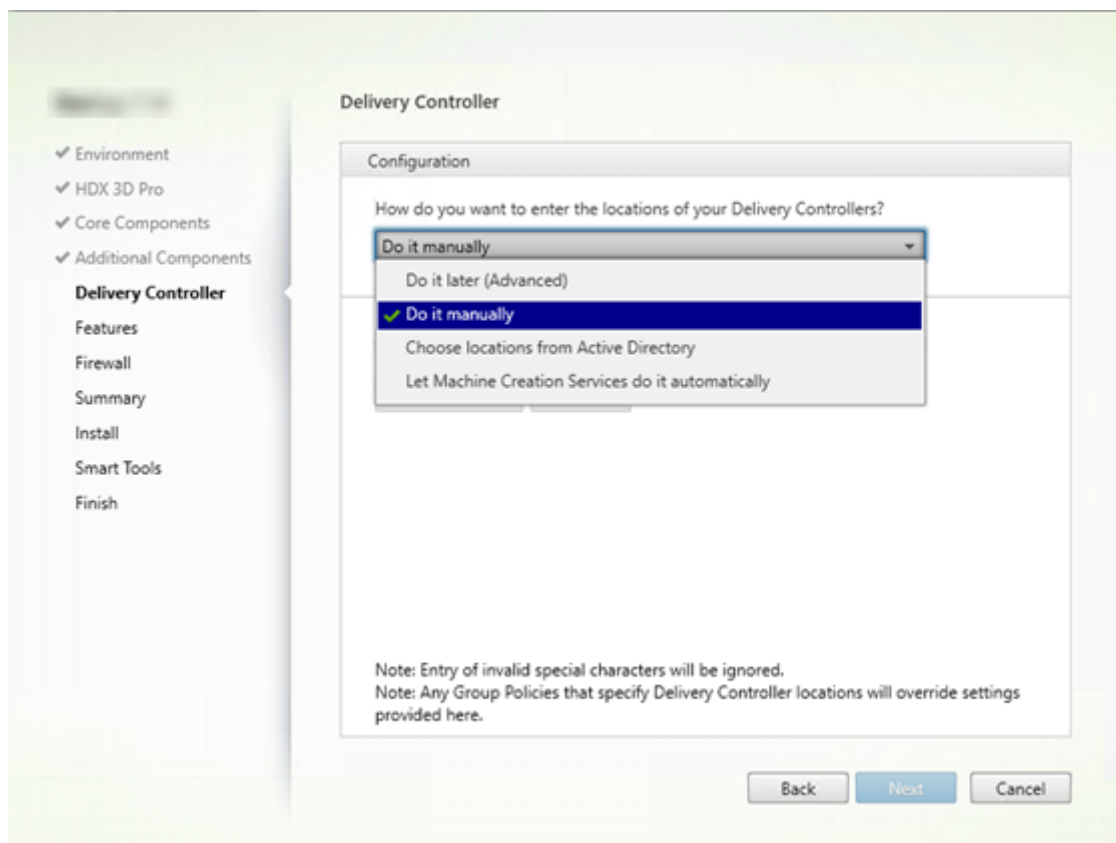 Delivery Controller
Environment
HDX 3D Pro
Core Components
Additional Components
Delivery Controller
Features
Firewall
Summary
Install
Smart Tools
Finish
Configuration
How do you want to enter the locations of your Delivery Controllers?
Do it manually
Do it later (Advanced)
Do it manually
Choose locations from Active Directory
Let Machine Creation Services do it automatically
Note: Entry of invalid special characters will be ignored.
Note: Any Group Policies that specify Delivery Controller locations will override settings
provided here.
Back
Next
Cancel